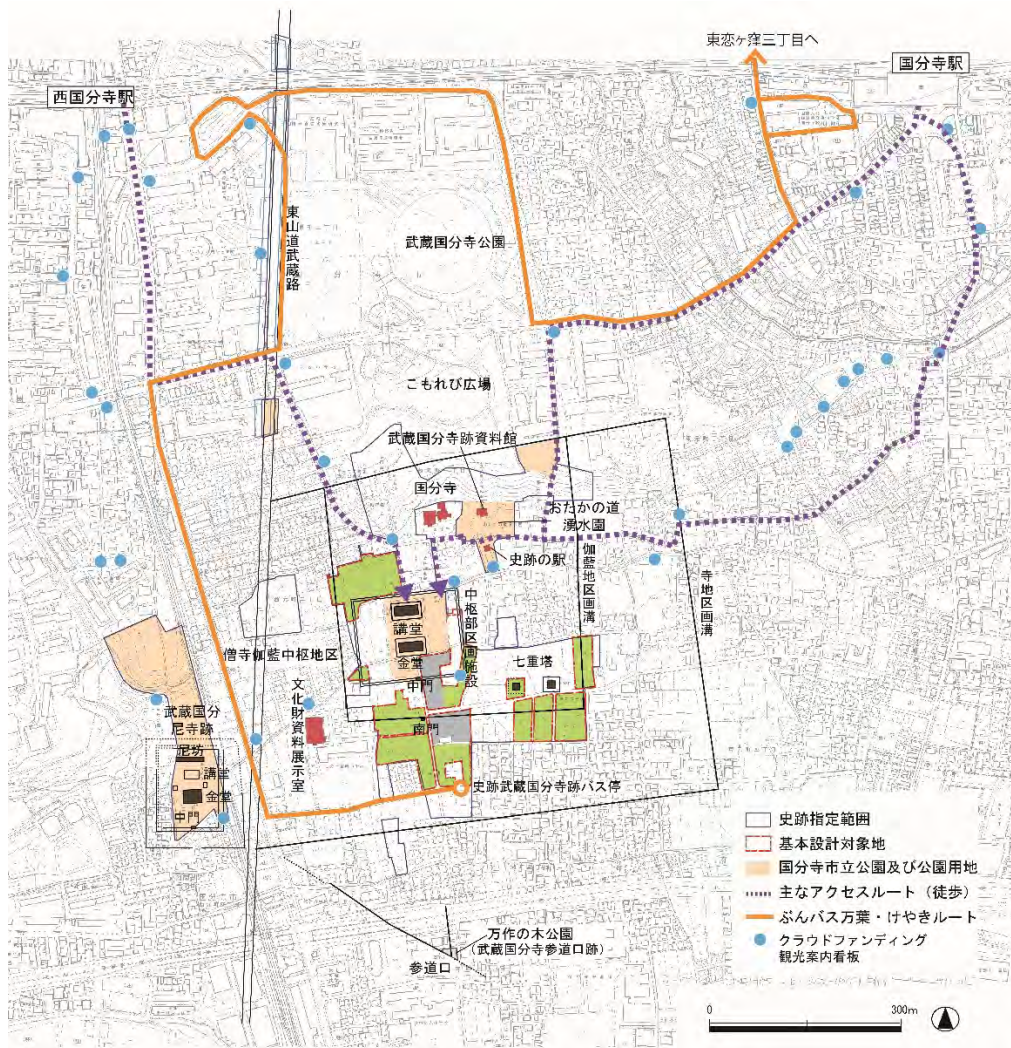 東恋ヶ窪三丁目へ
国分寺駅
西国分寺駅
東山道武蔵路
武蔵国分寺公園
こもれび広場
武蔵国分寺跡資料館
国分寺
おたかの道
湧水園
史跡の駅
伽藍地区画溝
寺地区画溝
中枢部区画施設
講堂
金堂
中門
南門
七重塔
僧寺伽藍中枢地区
文化財資料展示室
武蔵国分
尼寺跡
尼坊
講堂
金堂
中門
史跡武蔵国分寺跡バス停
万作の木公園
(武蔵国分寺参道口跡)
参道口
史跡指定範囲
基本設計対象地
国分寺市立公園及び公園用地
主なアクセスルート（徒歩）
ぶんバス万葉・けやきルート
クラウドファンディング
観光案内看板
0
300m